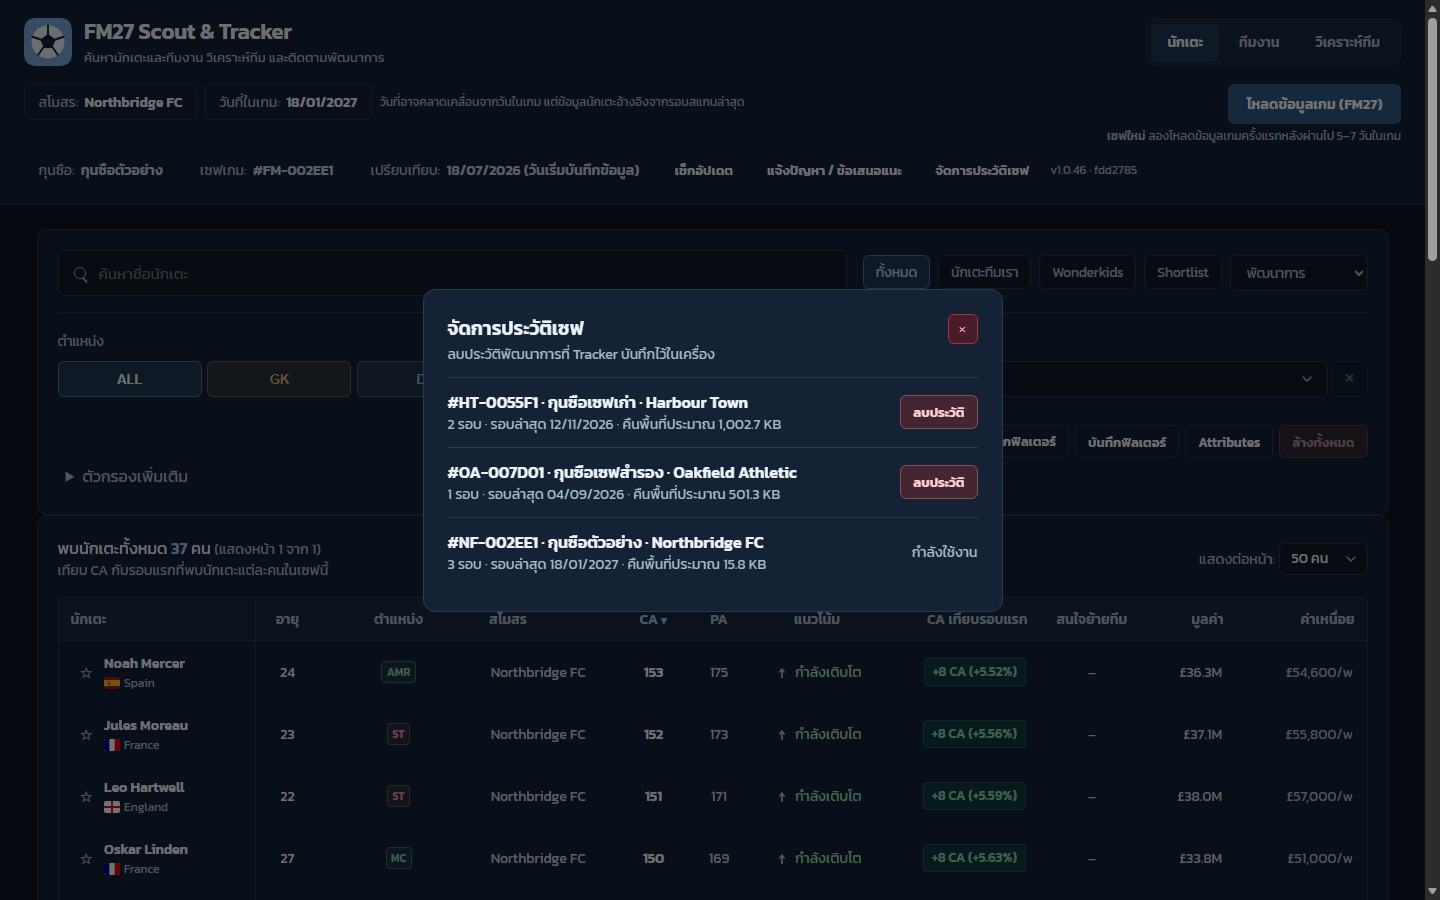 FM27 Scout & Tracker
ค้นหานักเตะและทีมงาน วิเคราะห์ทีม และติดตามพัฒนาการ
นักเตะ ทีมงาน วิเคราะห์ทีม
สโมสร: Northbridge FC วันที่ในเกม: 18/01/2027 วันที่อาจคลาดเคลื่อนจากวันในเกม แต่ข้อมูลนักเตะอ้างอิงจากรอบสแกนล่าสุด
โหลดข้อมูลเกม (FM27)
เซฟใหม่ ลองโหลดข้อมูลเกมครั้งแรกหลังผ่านไป 5–7 วันในเกม
กุนซือ: กุนซือตัวอย่าง เซฟเกม: #FM-002EE1 เปรียบเทียบ: 18/07/2026 (วันเริ่มบันทึกข้อมูล) เช็กอัปเดต แจ้งปัญหา / ข้อเสนอแนะ จัดการประวัติเซฟ v1.0.46 · fdd2785
ค้นหาชื่อนักเตะ ทั้งหมด นักเตะทีมเรา Wonderkids Shortlist พัฒนาการ
ตำแหน่ง
ALL GK
บันทึกฟิลเตอร์ Attributes ล้างทั้งหมด
▶ ตัวกรองเพิ่มเติม
จัดการประวัติเซฟ ×
ลบประวัติพัฒนาการที่ Tracker บันทึกไว้ในเครื่อง
#HT-0055F1 · กุนซือเซฟเก่า · Harbour Town
2 รอบ · รอบล่าสุด 12/11/2026 · คืนพื้นที่ประมาณ 1,002.7 KB
ลบประวัติ
#OA-007D01 · กุนซือเซฟสำรอง · Oakfield Athletic
1 รอบ · รอบล่าสุด 04/09/2026 · คืนพื้นที่ประมาณ 501.3 KB
ลบประวัติ
#NF-002EE1 · กุนซือตัวอย่าง · Northbridge FC
3 รอบ · รอบล่าสุด 18/01/2027 · คืนพื้นที่ประมาณ 15.8 KB
กำลังใช้งาน
พบนักเตะทั้งหมด 37 คน (แสดงหน้า 1 จาก 1)
เทียบ CA กับรอบแรกที่พบนักเตะแต่ละคนในเซฟนี้
แสดงต่อหน้า: 50 คน
นักเตะ อายุ ตำแหน่ง สโมสร CA ▼ PA แนวโน้ม CA เทียบรอบแรก สนใจย้ายทีม มูลค่า ค่าเหนื่อย
☆ Noah Mercer 24 AMR Northbridge FC 153 175 ↑ กำลังเติบโต +8 CA (+5.52%) – £36.3M £54,600/w
Spain
☆ Jules Moreau 23 ST Northbridge FC 152 173 ↑ กำลังเติบโต +8 CA (+5.56%) – £37.1M £55,800/w
France
☆ Leo Hartwell 22 ST Northbridge FC 151 171 ↑ กำลังเติบโต +8 CA (+5.59%) – £38.0M £57,000/w
England
☆ Oskar Linden 27 MC Northbridge FC 150 169 ↑ กำลังเติบโต +8 CA (+5.63%) – £33.8M £51,000/w
France